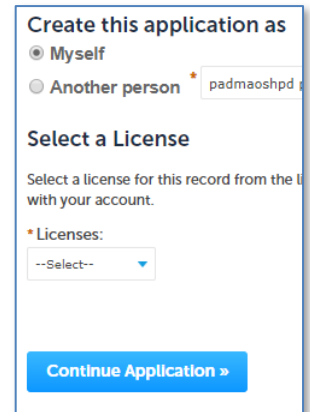 Create this application as
Myself
Another person * padmaoshpd
Select a License
Select a license for this record from the
with your account.
* Licenses:
--Select--
Continue Application »